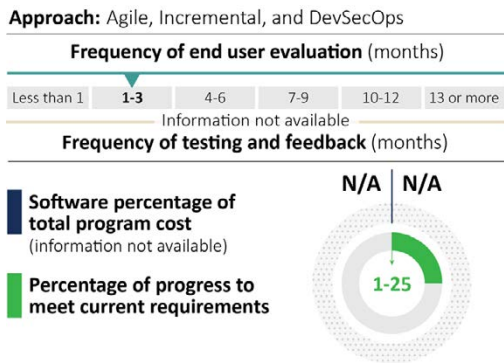 Approach: Agile, Incremental, and DevSecOps
Frequency of end user evaluation (months)
Less than 1 1-3 4-6 7-9 10-12 13 or more
Information not available
Frequency of testing and feedback (months)
N/A N/A
Software percentage of
total program cost
(information not available)
Percentage of progress to
meet current requirements
1-25